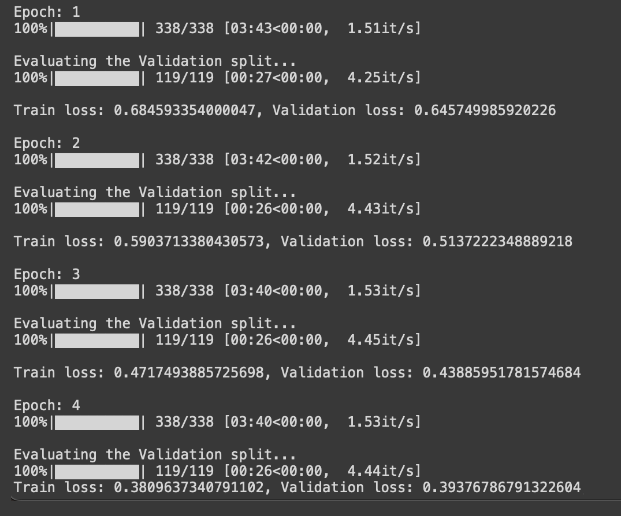 Epoch: 1
100%|██████████| 338/338 [03:43<00:00,  1.51it/s]
Evaluating the Validation split...
100%|██████████| 119/119 [00:27<00:00,  4.25it/s]
Train loss: 0.684593354000047, Validation loss: 0.645749985920226
Epoch: 2
100%|██████████| 338/338 [03:42<00:00,  1.52it/s]
Evaluating the Validation split...
100%|██████████| 119/119 [00:26<00:00,  4.43it/s]
Train loss: 0.5903713380430573, Validation loss: 0.5137222348889218
Epoch: 3
100%|██████████| 338/338 [03:40<00:00,  1.53it/s]
Evaluating the Validation split...
100%|██████████| 119/119 [00:26<00:00,  4.45it/s]
Train loss: 0.4717493885725698, Validation loss: 0.43885951781574684
Epoch: 4
100%|██████████| 338/338 [03:40<00:00,  1.53it/s]
Evaluating the Validation split...
100%|██████████| 119/119 [00:26<00:00,  4.44it/s]
Train loss: 0.3809637340791102, Validation loss: 0.39376786791322604